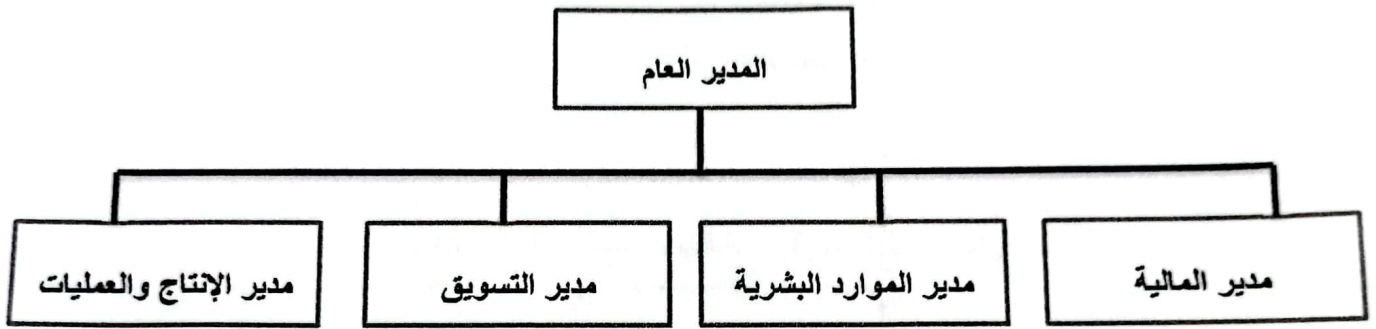 المدير العام
مدير المالية
مدير الموارد البشرية
مدير التسويق
مدير الإنتاج والعمليات